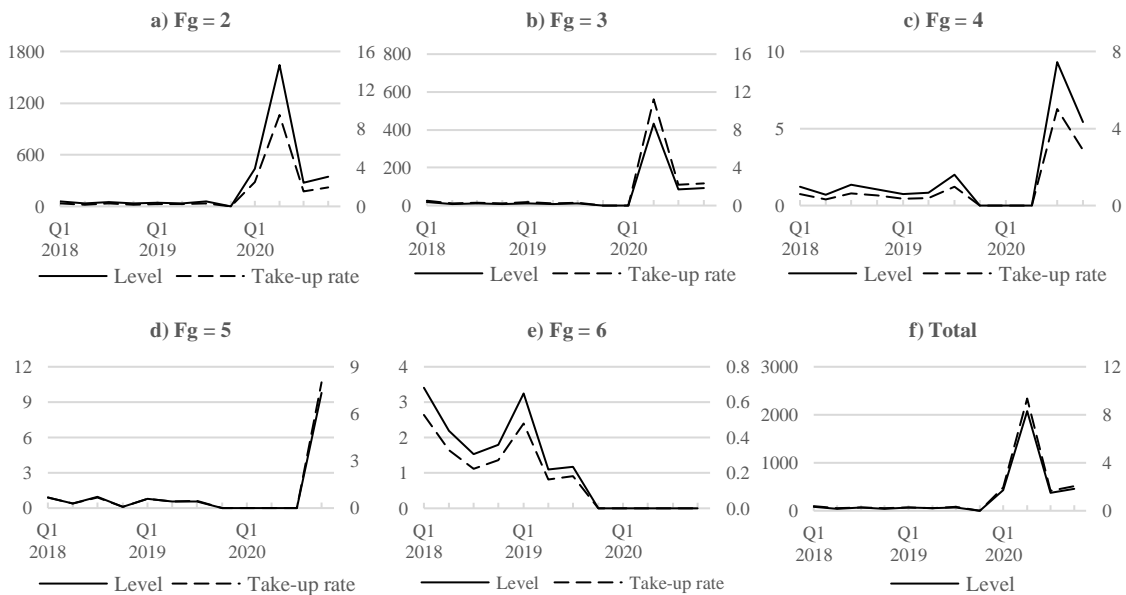 a) Fg = 2
1800
1200
600
0
16
12
8
4
0
Q1
2018
Q1
2019
Q1
2020
Level
Take-up rate
b) Fg = 3
800
600
400
200
0
16
12
8
4
0
Q1
2018
Q1
2019
Q1
2020
Level
Take-up rate
c) Fg = 4
10
5
0
8
4
0
Q1
2018
Q1
2019
Q1
2020
Level
Take-up rate
d) Fg = 5
12
9
6
3
0
9
6
3
0
Q1
2018
Q1
2019
Q1
2020
Level
Take-up rate
e) Fg = 6
4
3
2
1
0
0.8
0.6
0.4
0.2
0.0
Q1
2018
Q1
2019
Q1
2020
Level
Take-up rate
f) Total
3000
2000
1000
0
12
8
4
0
Q1
2018
Q1
2019
Q1
2020
Level